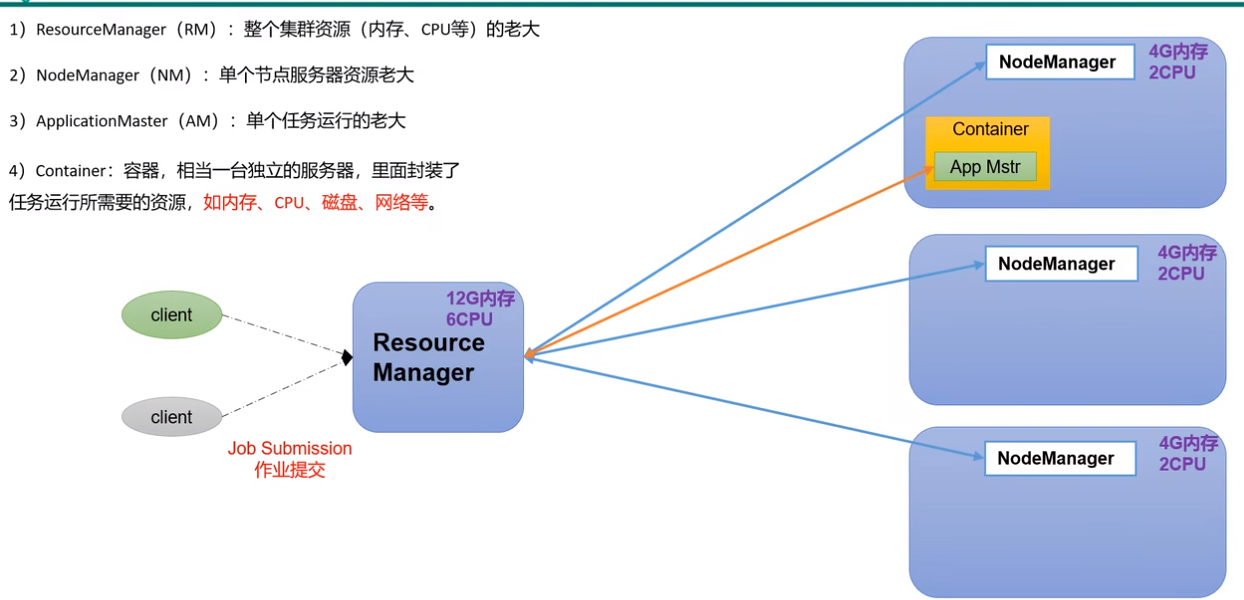 1）ResourceManager（RM）：整个集群资源（内存、CPU等）的老大
2）NodeManager（NM）：单个节点服务器资源老大
3）ApplicationMaster（AM）：单个任务运行的老大
4）Container：容器，相当一台独立的服务器，里面封装了
任务运行所需要的资源，如内存、CPU、磁盘、网络等。
client
client
Job Submission
作业提交
12G内存
6CPU
Resource
Manager
NodeManager
4G内存
2CPU
Container
App Mstr
NodeManager
4G内存
2CPU
NodeManager
4G内存
2CPU